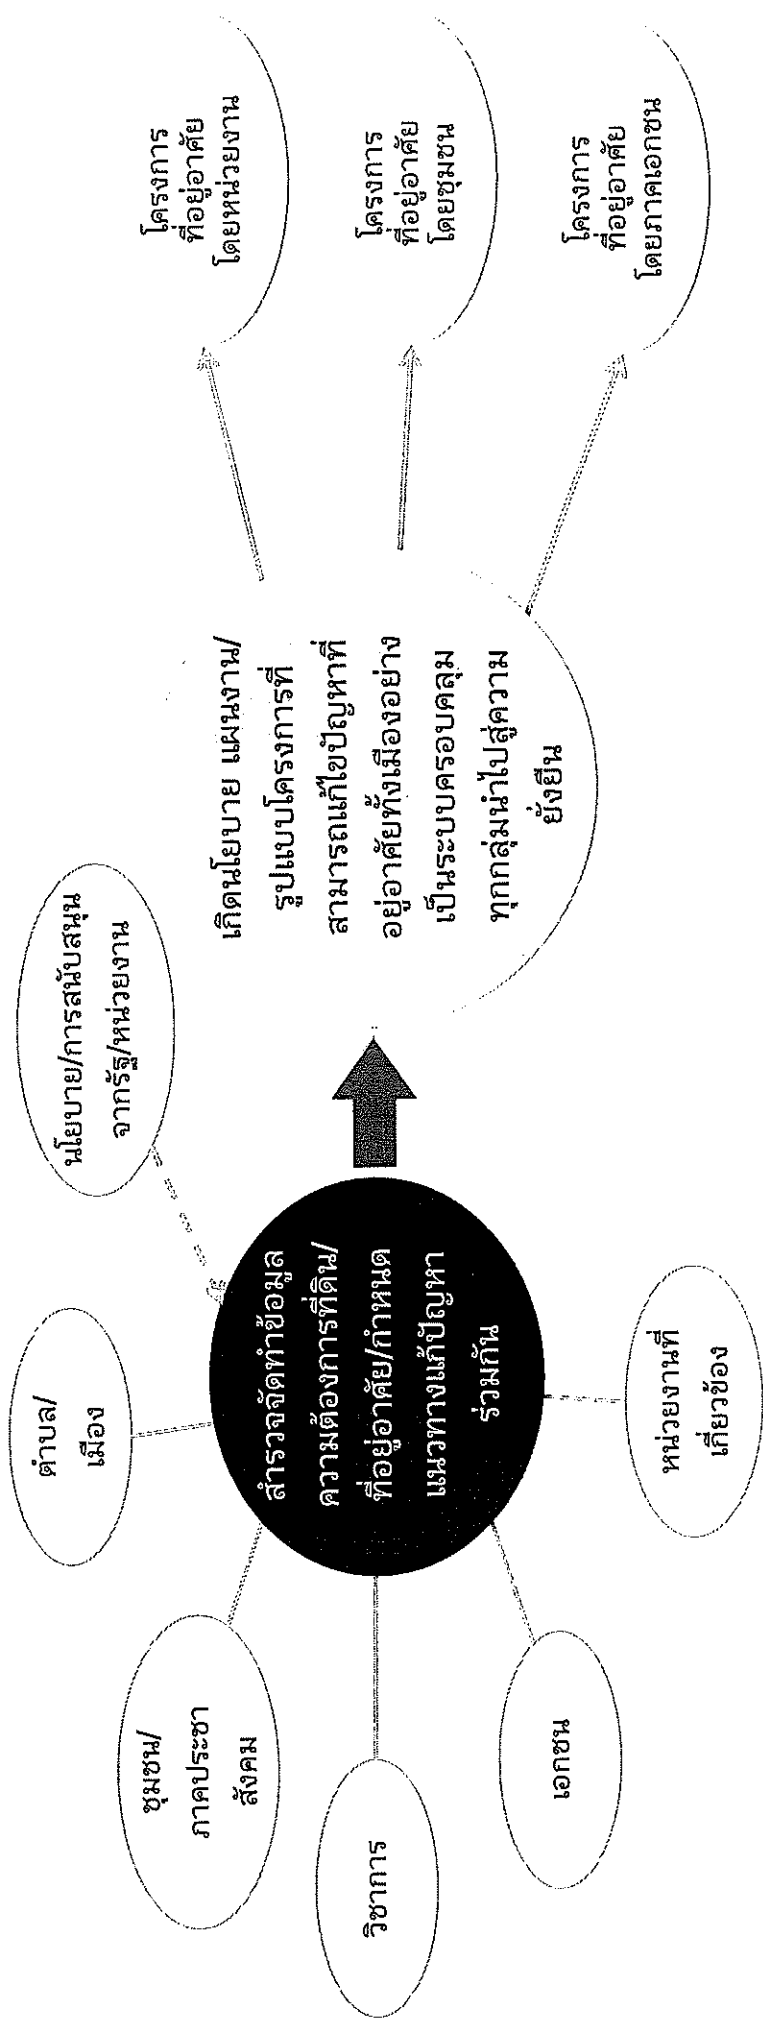 นโยบาย/การสนับสนุน
จากรัฐ/หน่วยงาน
ตำบล/
เมือง
ชุมชน/
ภาคประชา
สังคม
วิชาการ
เอกชน
หน่วยงานที่
เกี่ยวข้อง
สำรวจจัดทำข้อมูล
ความต้องการที่ดิน/
ที่อยู่อาศัย/กำหนด
แนวทางแก้ปัญหา
ร่วมกัน
เกิดนโยบาย แผนงาน/
รูปแบบโครงการที่
สามารถแก้ไขปัญหาที่
อยู่อาศัยทั้งเมืองอย่าง
เป็นระบบครอบคลุม
ทุกกลุ่มนำไปสู่ความ
ยั่งยืน
โครงการ
ที่อยู่อาศัย
โดยหน่วยงาน
โครงการ
ที่อยู่อาศัย
โดยชุมชน
โครงการ
ที่อยู่อาศัย
โดยภาคเอกชน